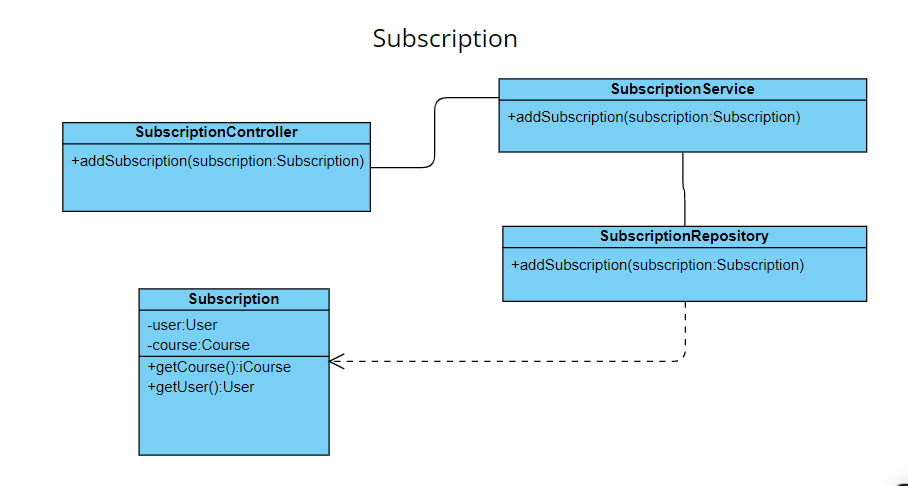 Subscription
SubscriptionService
+addSubscription(subscription:Subscription)
SubscriptionController
+addSubscription(subscription:Subscription)
SubscriptionRepository
+addSubscription(subscription:Subscription)
Subscription
-user:User
-course:Course
+getCourse():iCourse
+getUser():User